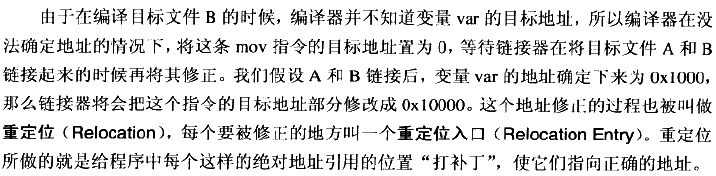 由于在编译目标文件 B 的时候，编译器并不知道变量 var 的目标地址，所以编译器在没
法确定地址的情况下，将这条 mov 指令的目标地址置为 0，等待链接器在将目标文件 A 和 B
链接起来的时候再将其修正。我们假设 A 和 B 链接后，变量 var 的地址确定下来为 0x1000，
那么链接器将会把这个指令的目标地址部分修改成 0x10000。这个地址修正的过程也被叫做
重定位（Relocation），每个要被修正的地方叫一个重定位入口（Relocation Entry）。重定位
所做的就是给程序中每个这样的绝对地址引用的位置“打补丁”，使它们指向正确的地址。